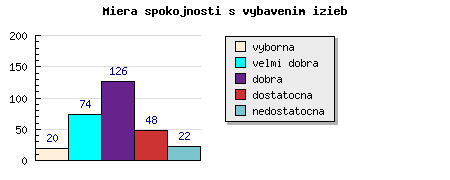 Miera spokojnosti s vybavenim izieb
200
150
100
50
0
20
74
126
48
22
vyborna
velmi dobra
dobra
dostatocna
nedostatocna